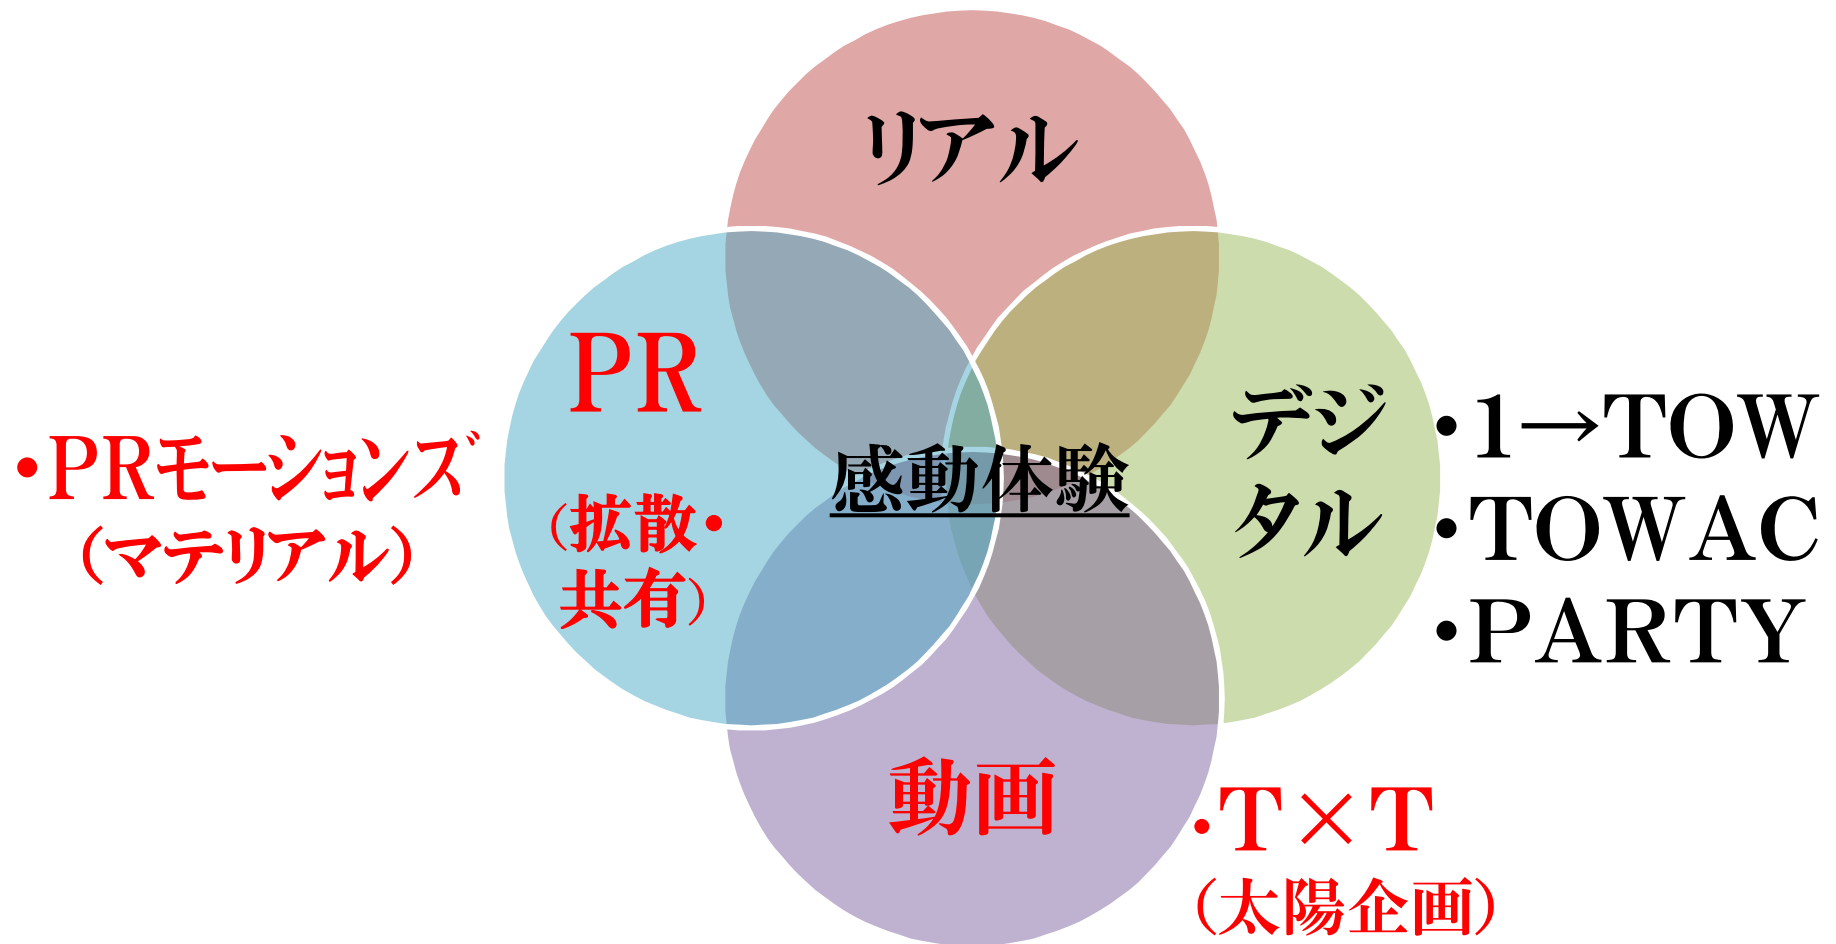 リアル
PR
(拡散・
共有)
・PRモーションズ
(マテリアル)
感動体験
デジ
タル
・1→TOW
・TOWAC
・PARTY
動画
・T×T
(太陽企画)